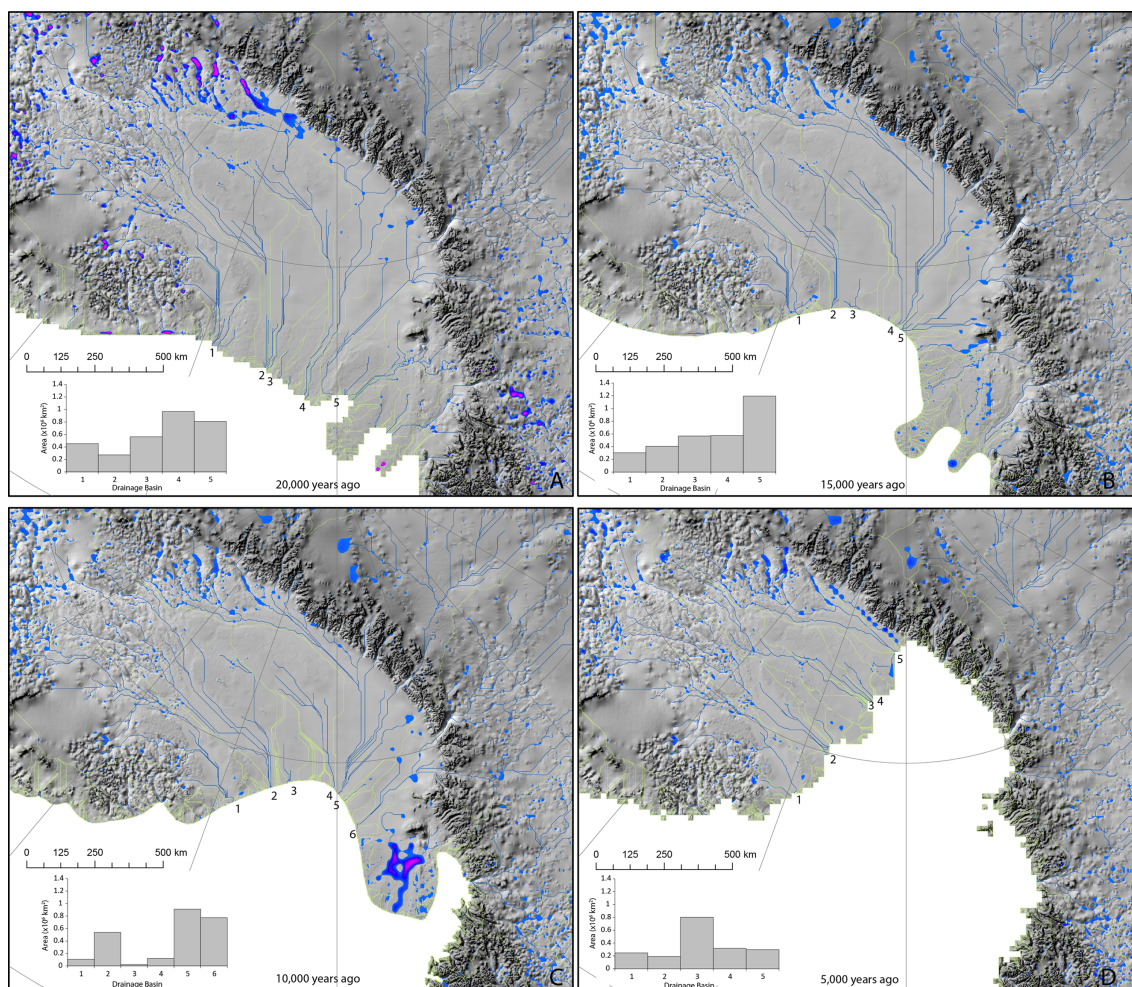 1
2
3
4
5
0 125 250 500 km
Area (x10⁶ km²)
1.4
1.2
1
0.8
0.6
0.4
0.2
0
1 2 3 4 5
Drainage Basin
20,000 years ago
A
1
2
3
4
5
0 125 250 500 km
Area (x10⁶ km²)
1.4
1.2
1
0.8
0.6
0.4
0.2
0
1 2 3 4 5
Drainage Basin
15,000 years ago
B
1
2
3
4
5
6
0 125 250 500 km
Area (x10⁶ km²)
1.4
1.2
1
0.8
0.6
0.4
0.2
0
1 2 3 4 5 6
Drainage Basin
10,000 years ago
C
5
3 4
2
1
0 125 250 500 km
Area (x10⁶ km²)
1.4
1.2
1
0.8
0.6
0.4
0.2
0
1 2 3 4 5
Drainage Basin
5,000 years ago
D